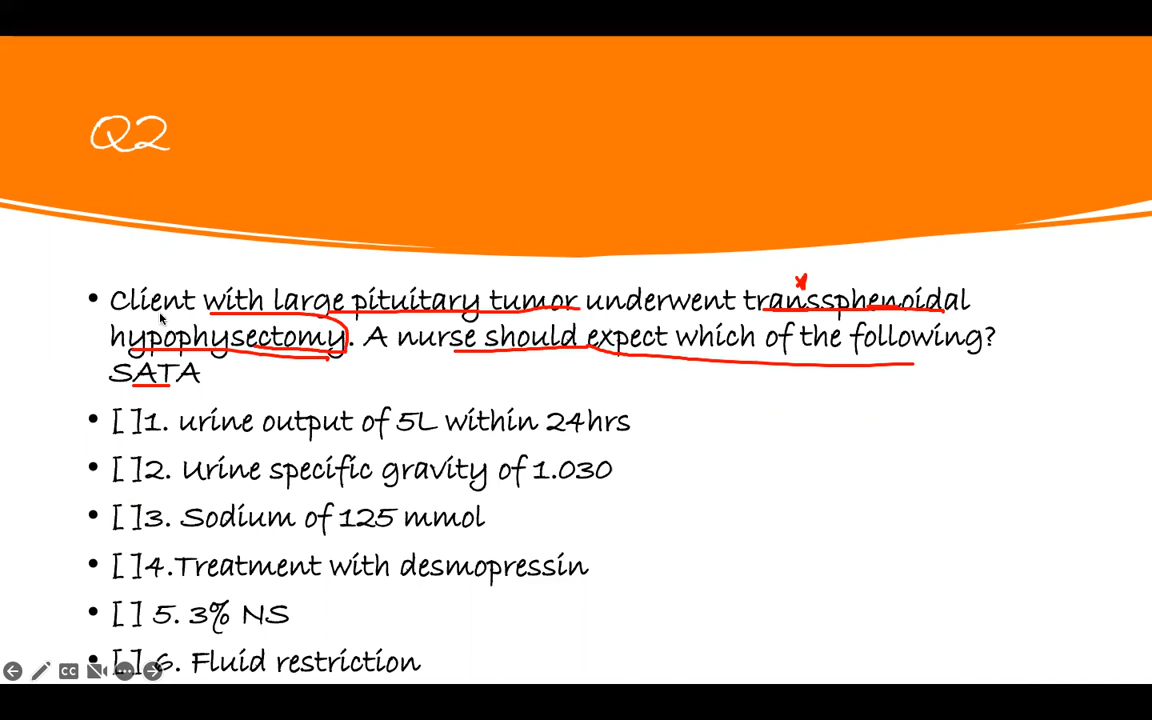 Q2
• Client with large pituitary tumor underwent transsphenoidal
hypophysectomy. A nurse should expect which of the following?
SATA
• [ ]1. urine output of 5L within 24hrs
• [ ]2. Urine specific gravity of 1.030
• [ ]3. Sodium of 125 mmol
• [ ]4.Treatment with desmopressin
• [ ] 5. 3% NS
• [ ] 6. Fluid restriction
CC